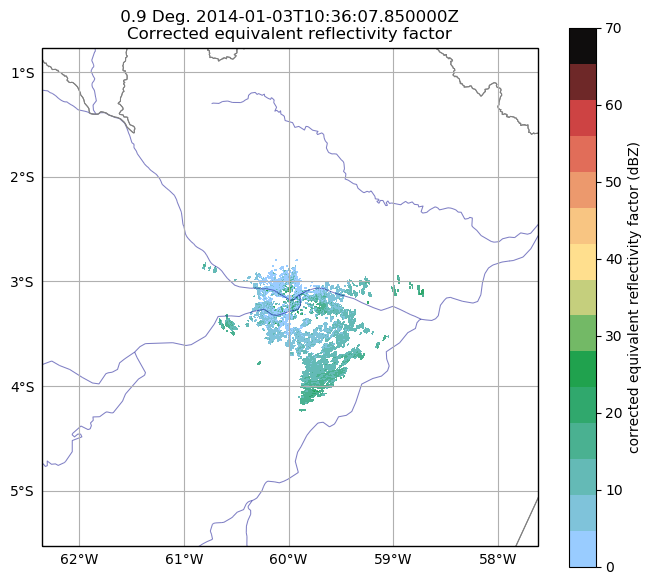 0.9 Deg. 2014-01-03T10:36:07.850000Z
Corrected equivalent reflectivity factor
1°S
2°S
3°S
4°S
5°S
62°W
61°W
60°W
59°W
58°W
70
60
50
40
30
20
10
0
corrected equivalent reflectivity factor (dBZ)